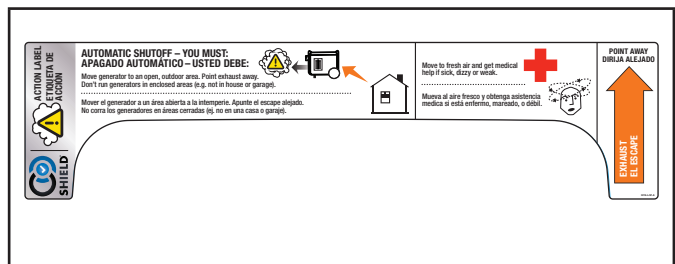 ACTION LABEL
ETIQUETA DE
ACCIÓN
SHIELD
AUTOMATIC SHUTOFF – YOU MUST:
APAGADO AUTOMÁTICO – USTED DEBE:
Move generator to an open, outdoor area. Point exhaust away.
Don't run generators in enclosed areas (e.g. not in house or garage).
Mover el generador a un área abierta a la intemperie. Apunte el escape alejado.
No corra los generadores en áreas cerradas (ej, no en una casa o garaje).
Move to fresh air and get medical
help if sick, dizzy or weak.
Mueva al aire fresco y obtenga asistencia
medica si está enfermo, mareado, o débil.
POINT AWAY
DIRIJA ALEJADO
EXHAUST
EL ESCAPE